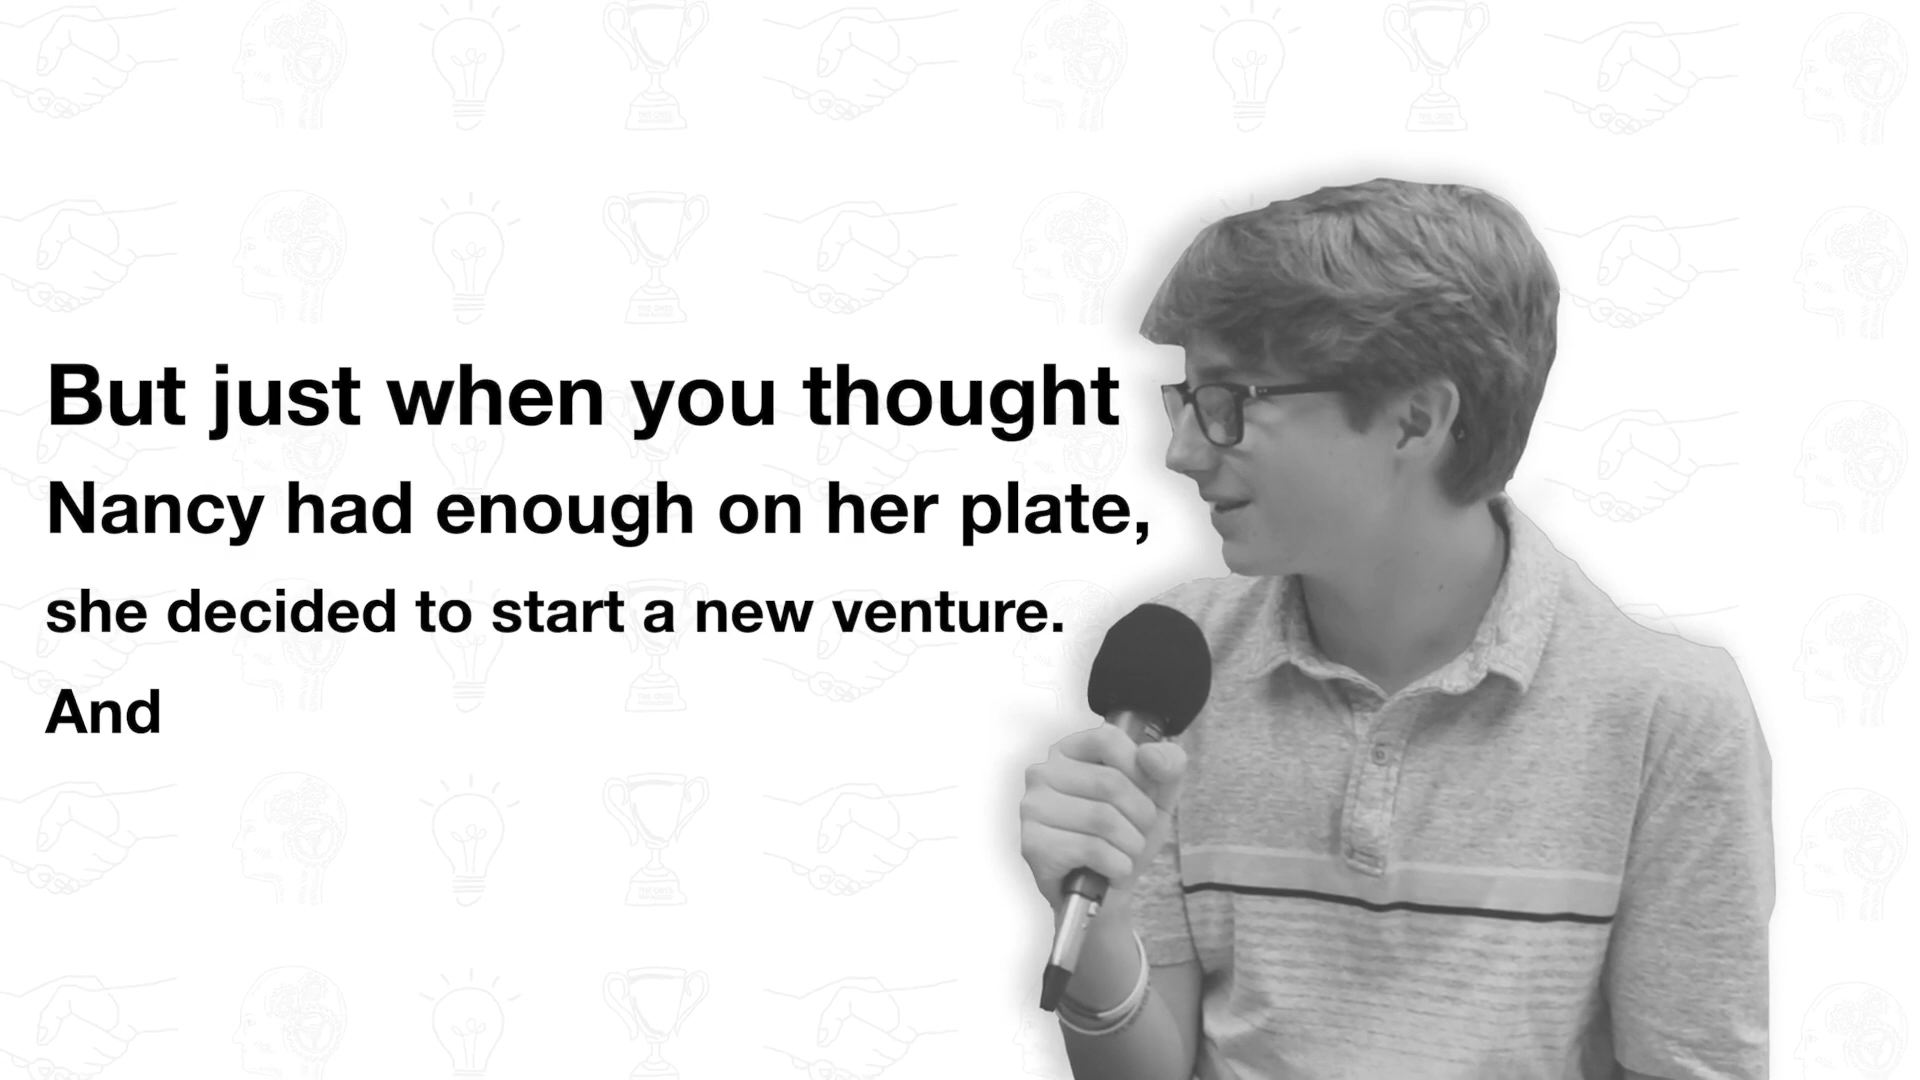 But just when you thought
Nancy had enough on her plate,
she decided to start a new venture.
And